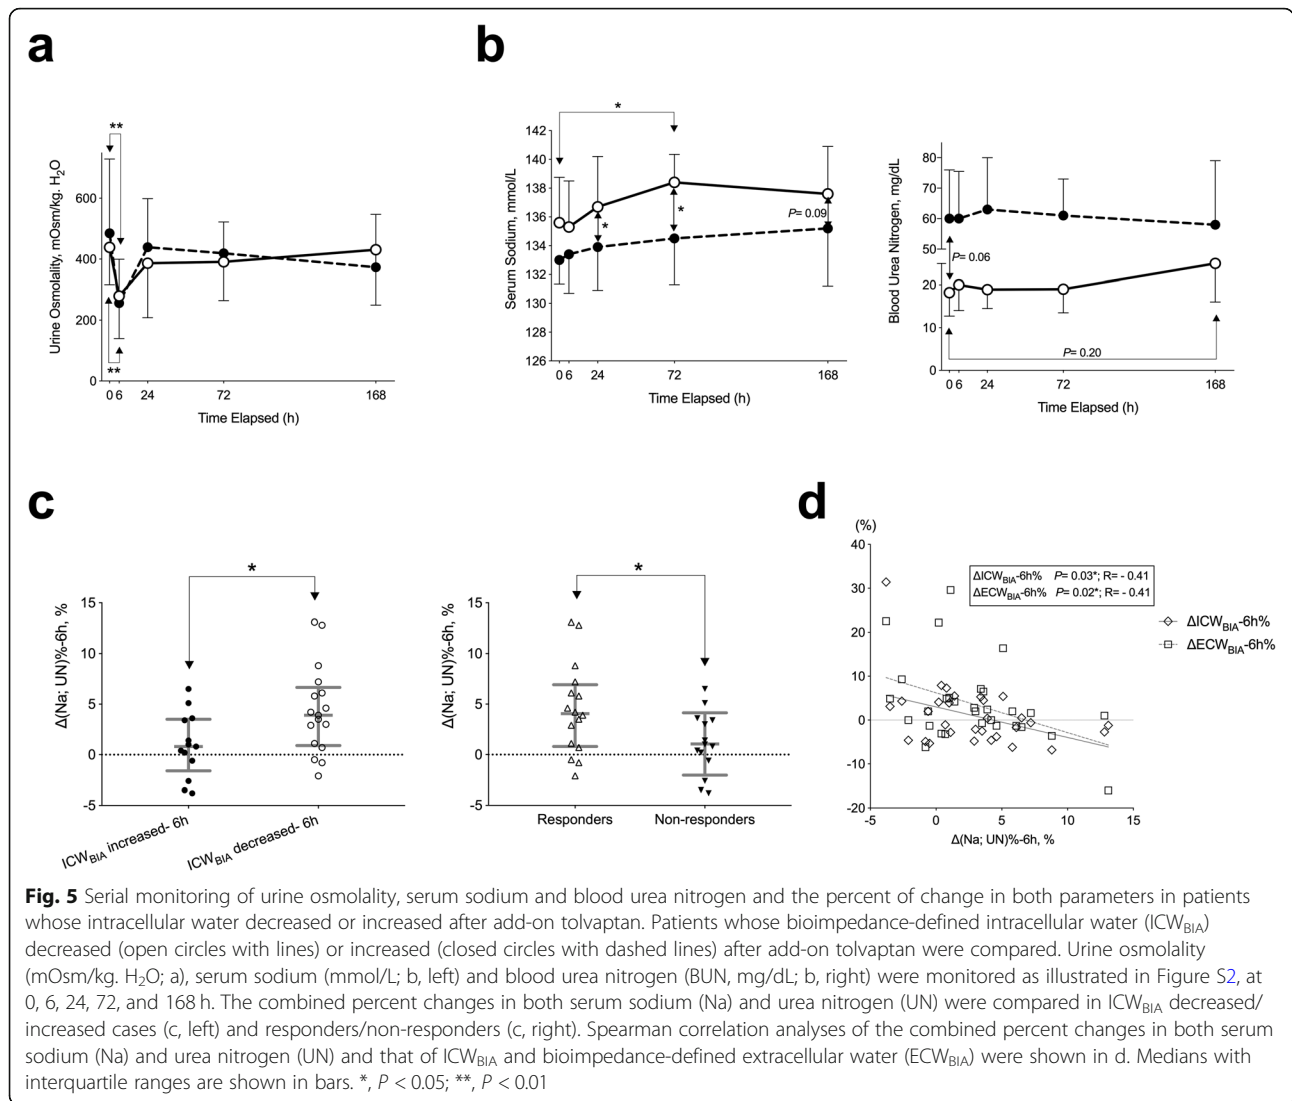 a
b
**
600
400
200
0
**
0 6 24 72 168
Time Elapsed (h)
Urine Osmolality, mOsm/kg. H2O
*
142
140
138
136
134
132
130
128
126
*
*
P= 0.09
0 6 24 72 168
Time Elapsed (h)
Serum Sodium, mmol/L
80
70
60
50
20
10
0
P= 0.06
P= 0.20
0 6 24 72 168
Time Elapsed (h)
Blood Urea Nitrogen, mg/dL
c
d
*
15
10
5
0
-5
Δ(Na; UN)%-6h, %
ICWBIA increased- 6h
ICWBIA decreased- 6h
*
15
10
5
0
-5
Δ(Na; UN)%-6h, %
Responders Non-responders
(%)
40
30
20
10
0
-10
-20
ΔICWBIA-6h% P= 0.03*; R= - 0.41
ΔECWBIA-6h% P= 0.02*; R= - 0.41
ΔICWBIA-6h%
ΔECWBIA-6h%
-5 0 5 10 15
Δ(Na; UN)%-6h, %
Fig. 5 Serial monitoring of urine osmolality, serum sodium and blood urea nitrogen and the percent of change in both parameters in patients
whose intracellular water decreased or increased after add-on tolvaptan. Patients whose bioimpedance-defined intracellular water (ICWBIA)
decreased (open circles with lines) or increased (closed circles with dashed lines) after add-on tolvaptan were compared. Urine osmolality
(mOsm/kg. H2O; a), serum sodium (mmol/L; b, left) and blood urea nitrogen (BUN, mg/dL; b, right) were monitored as illustrated in Figure S2, at
0, 6, 24, 72, and 168 h. The combined percent changes in both serum sodium (Na) and urea nitrogen (UN) were compared in ICWBIA decreased/
increased cases (c, left) and responders/non-responders (c, right). Spearman correlation analyses of the combined percent changes in both serum
sodium (Na) and urea nitrogen (UN) and that of ICWBIA and bioimpedance-defined extracellular water (ECWBIA) were shown in d. Medians with
interquartile ranges are shown in bars. *, P < 0.05; **, P < 0.01